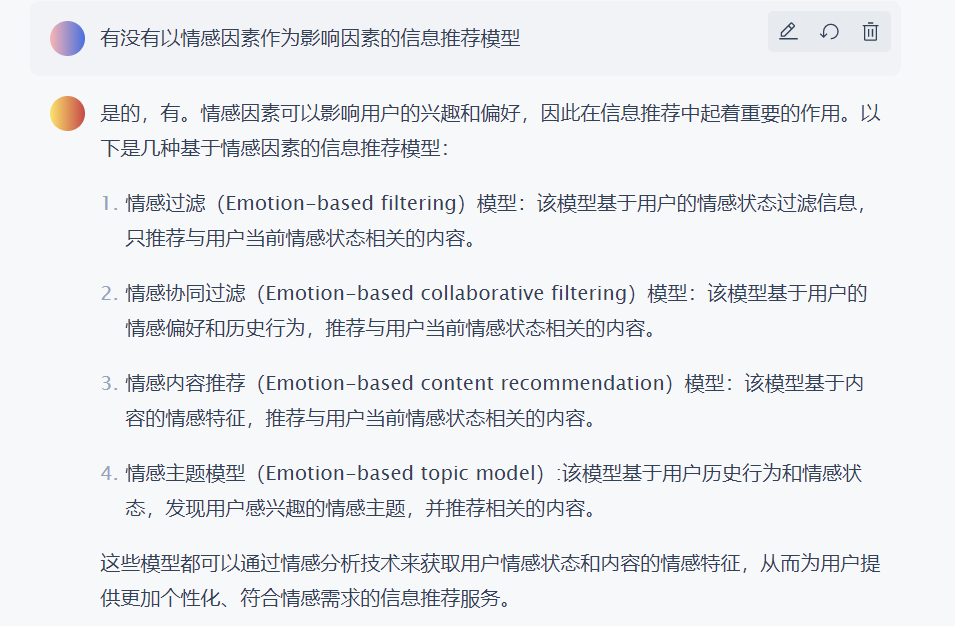 有没有以情感因素作为影响因素的信息推荐模型
是的，有。情感因素可以影响用户的兴趣和偏好，因此在信息推荐中起着重要的作用。以
下是几种基于情感因素的信息推荐模型：
1. 情感过滤（Emotion-based filtering）模型：该模型基于用户的情感状态过滤信息，
只推荐与用户当前情感状态相关的内容。
2. 情感协同过滤（Emotion-based collaborative filtering）模型：该模型基于用户的
情感偏好和历史行为，推荐与用户当前情感状态相关的内容。
3. 情感内容推荐（Emotion-based content recommendation）模型：该模型基于内
容的情感特征，推荐与用户当前情感状态相关的内容。
4. 情感主题模型（Emotion-based topic model）:该模型基于用户历史行为和情感状
态，发现用户感兴趣的情感主题，并推荐相关的内容。
这些模型都可以通过情感分析技术来获取用户情感状态和内容的情感特征，从而为用户提
供更加个性化、符合情感需求的信息推荐服务。